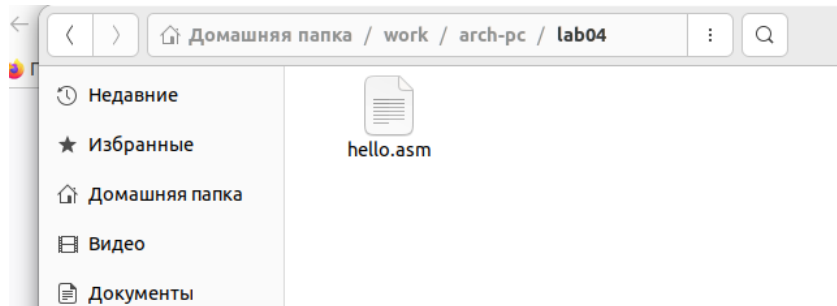 Домашняя папка / work / arch-pc / lab04
Недавние
Избранные
hello.asm
Домашняя папка
Видео
Документы